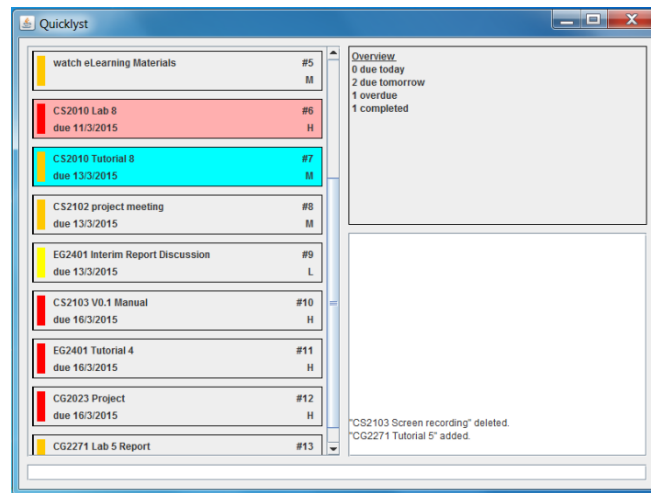 Quicklyst
watch eLearning Materials #5
M
CS2010 Lab 8 #6
due 11/3/2015 H
CS2010 Tutorial 8 #7
due 13/3/2015 M
CS2102 project meeting #8
due 13/3/2015 M
EG2401 Interim Report Discussion #9
due 13/3/2015 L
CS2103 V0.1 Manual #10
due 16/3/2015 H
EG2401 Tutorial 4 #11
due 16/3/2015 H
CG2023 Project #12
due 16/3/2015 H
CG2271 Lab 5 Report #13
Overview
0 due today
2 due tomorrow
1 overdue
1 completed
"CS2103 Screen recording" deleted.
"CG2271 Tutorial 5" added.